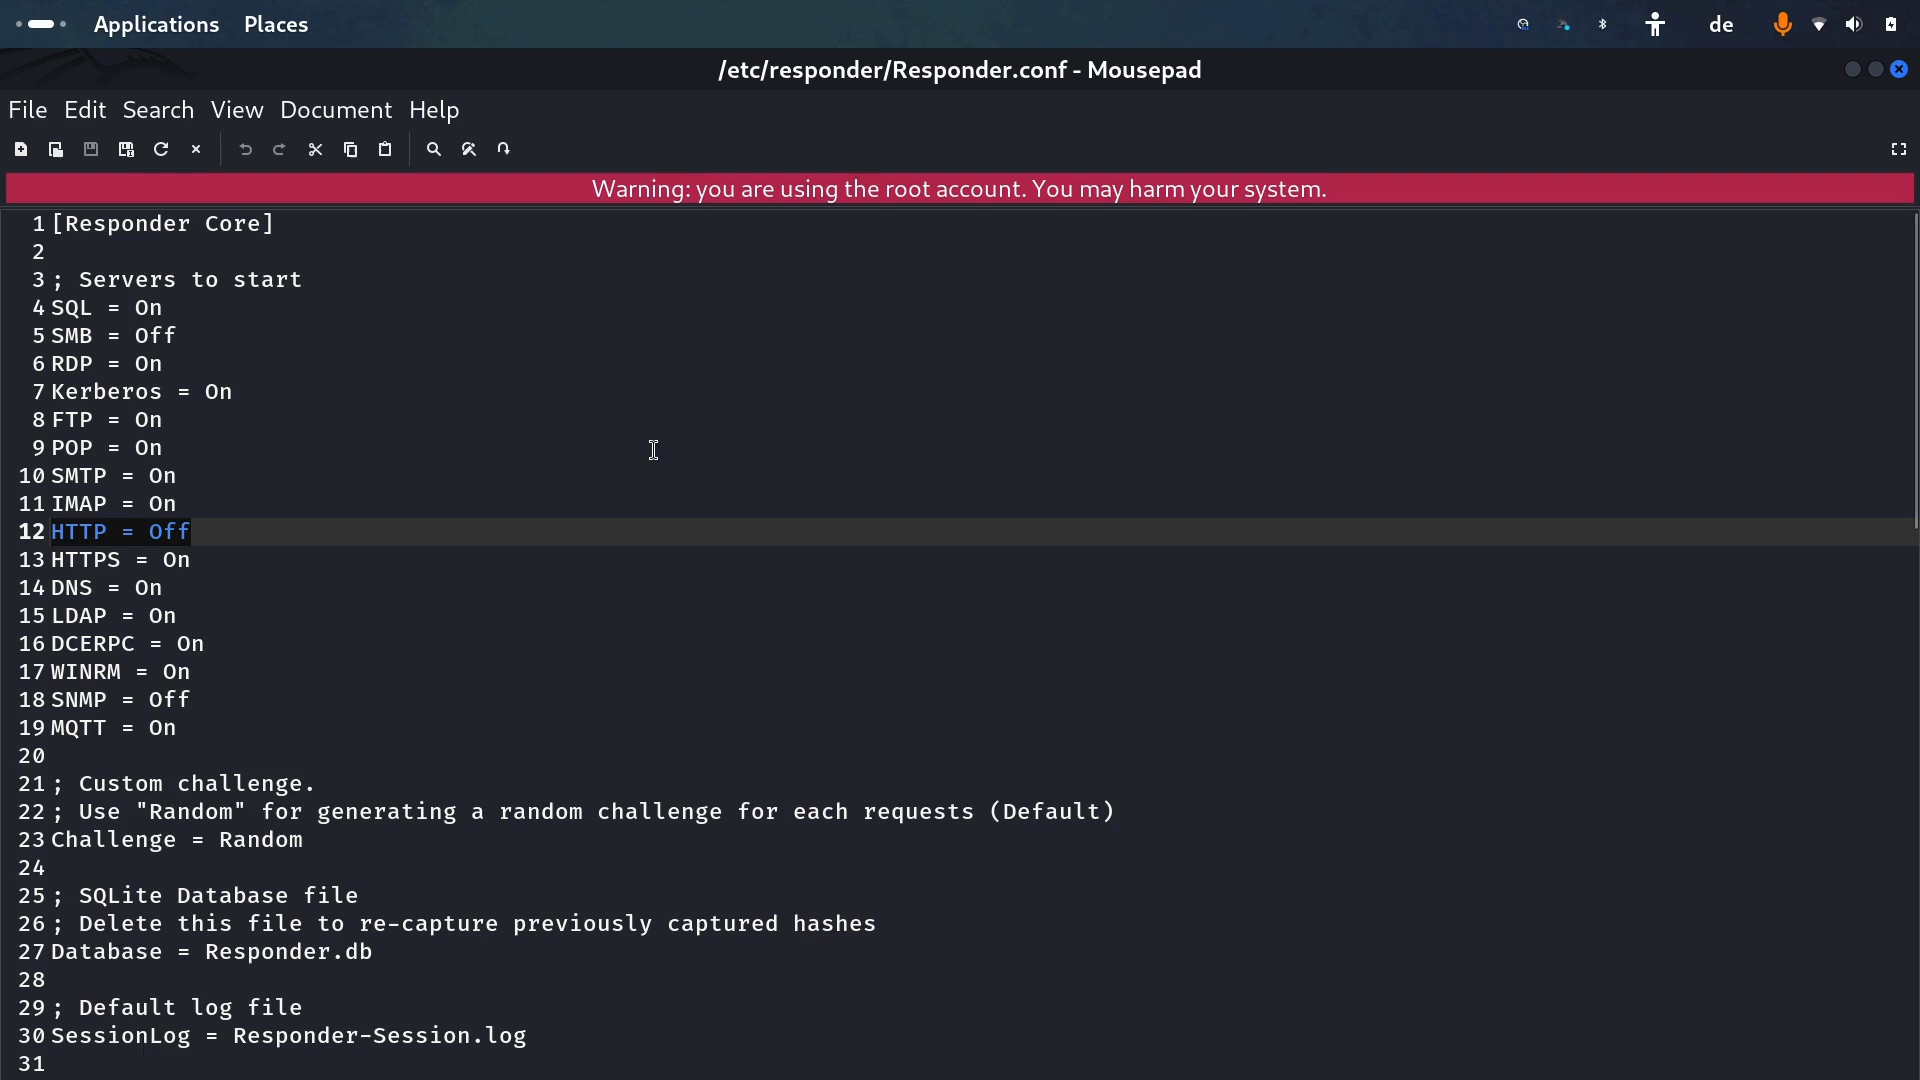 Applications Places de
/etc/responder/Responder.conf - Mousepad
File Edit Search View Document Help
Warning: you are using the root account. You may harm your system.
1 [Responder Core]
2
3 ; Servers to start
4 SQL = On
5 SMB = Off
6 RDP = On
7 Kerberos = On
8 FTP = On
9 POP = On
10 SMTP = On
11 IMAP = On
12 HTTP = Off
13 HTTPS = On
14 DNS = On
15 LDAP = On
16 DCERPC = On
17 WINRM = On
18 SNMP = Off
19 MQTT = On
20
21 ; Custom challenge.
22 ; Use "Random" for generating a random challenge for each requests (Default)
23 Challenge = Random
24
25 ; SQLite Database file
26 ; Delete this file to re-capture previously captured hashes
27 Database = Responder.db
28
29 ; Default log file
30 SessionLog = Responder-Session.log
31